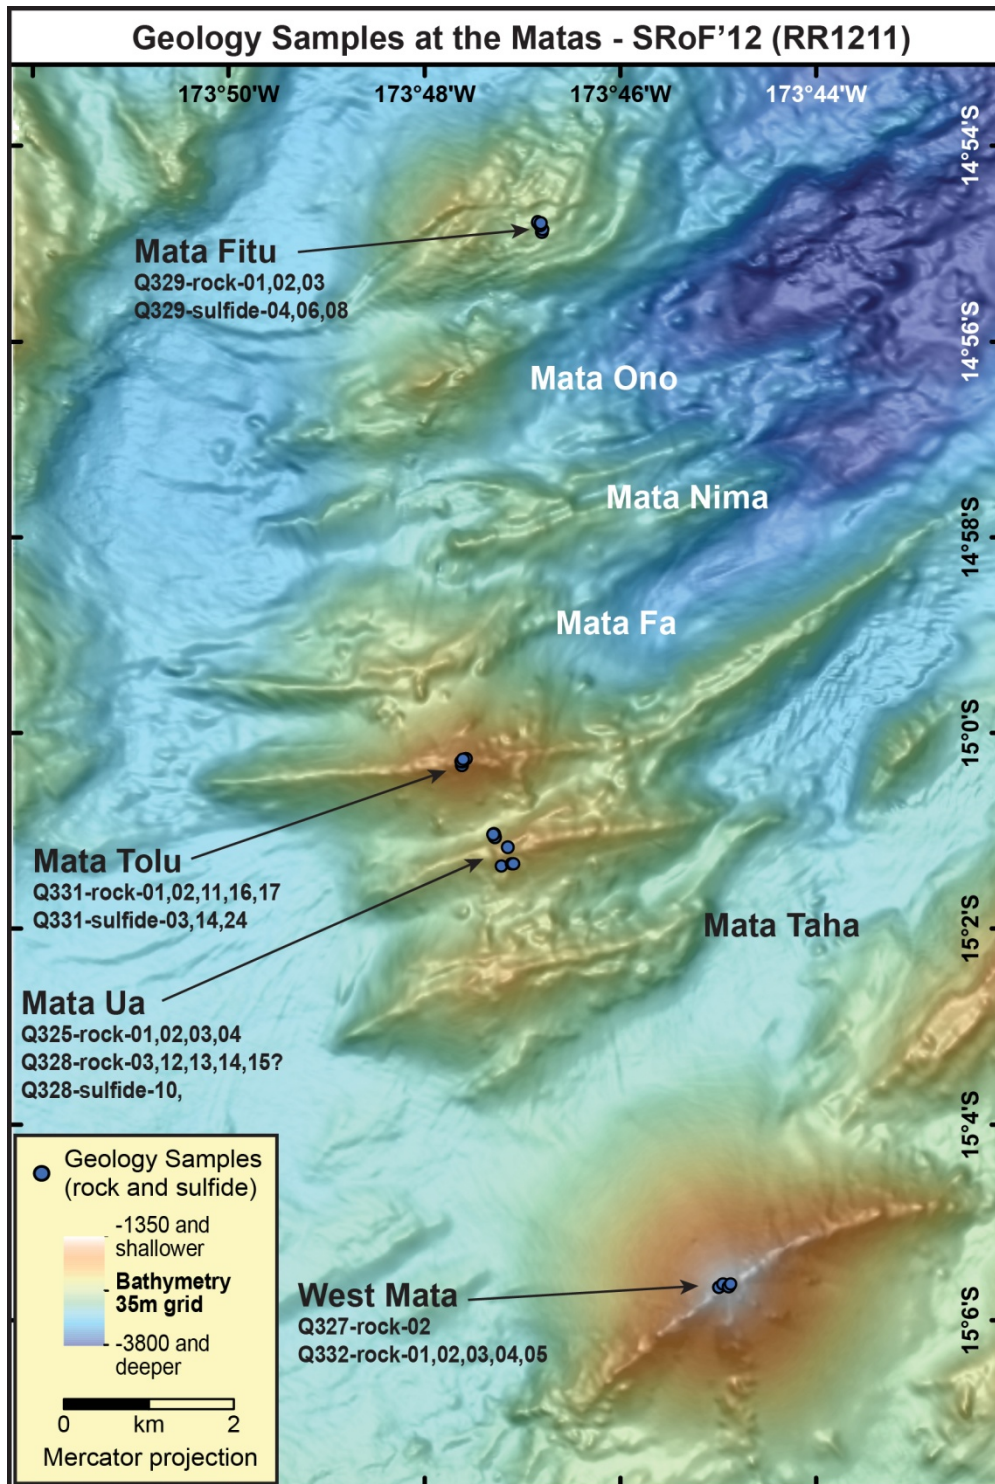 Geology Samples at the Matas - SRoF'12 (RR1211)
173°50'W 173°48'W 173°46'W 173°44'W
14°54'S
Mata Fitu
Q329-rock-01,02,03
Q329-sulfide-04,06,08
14°56'S
Mata Ono
Mata Nima
14°58'S
Mata Fa
15°0'S
Mata Tolu
Q331-rock-01,02,11,16,17
Q331-sulfide-03,14,24
Mata Taha
15°2'S
Mata Ua
Q325-rock-01,02,03,04
Q328-rock-03,12,13,14,15?
Q328-sulfide-10,
15°4'S
West Mata
Q327-rock-02
Q332-rock-01,02,03,04,05
15°6'S
Geology Samples
(rock and sulfide)
-1350 and
shallower
Bathymetry
35m grid
-3800 and
deeper
0 km 2
Mercator projection